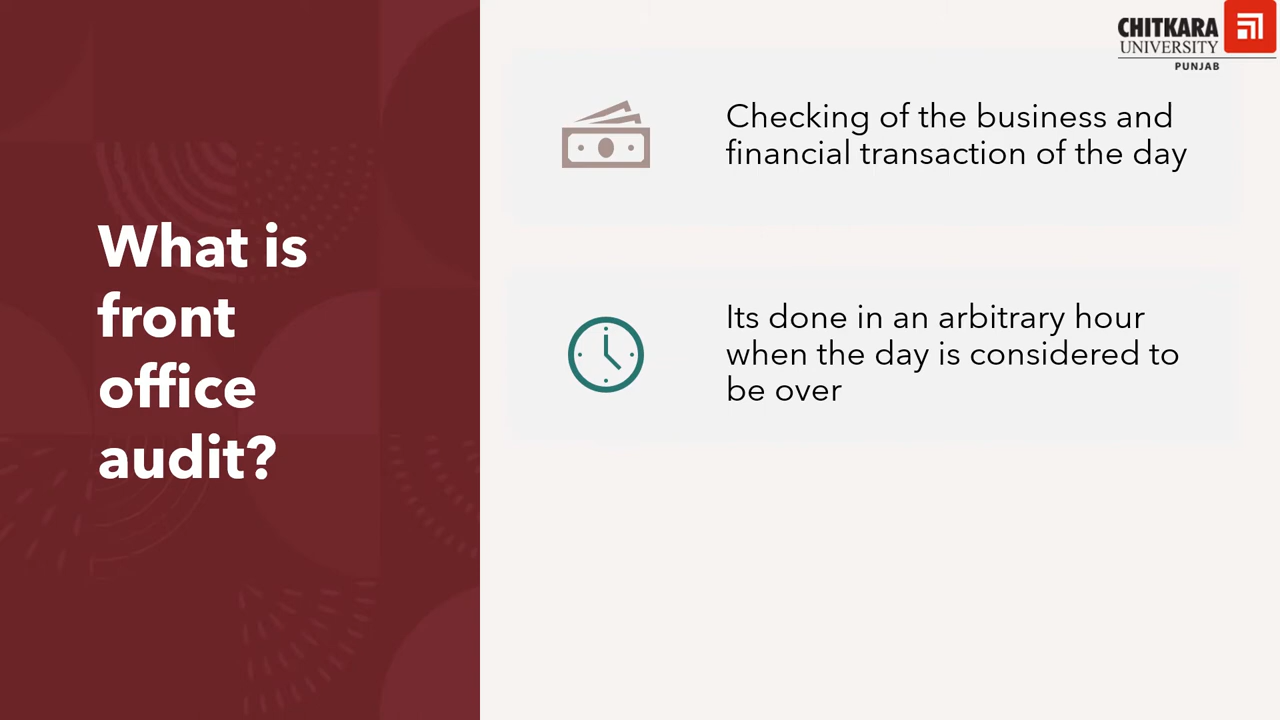 What is
front
office
audit?
CHITKARA
UNIVERSITY
PUNJAB
Checking of the business and
financial transaction of the day
Its done in an arbitrary hour
when the day is considered to
be over